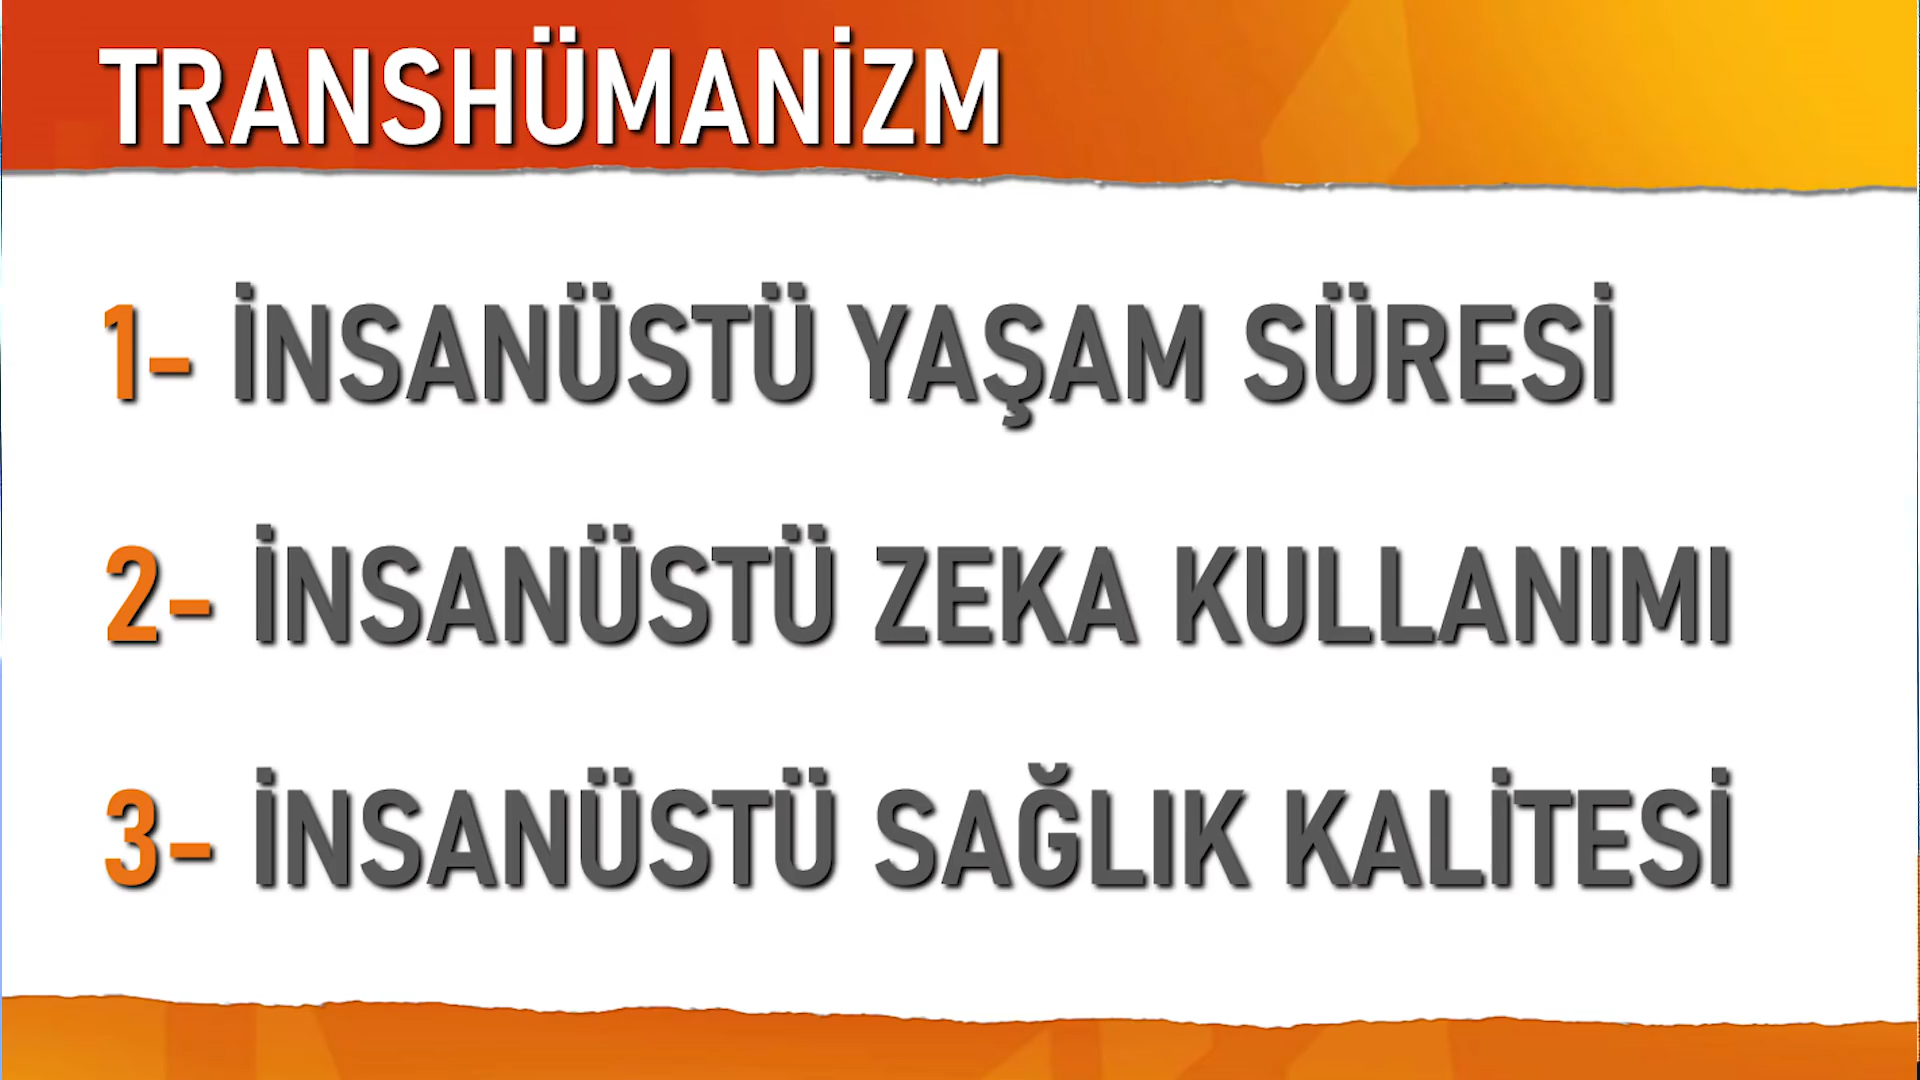 TRANSHÜMANİZM
1- İNSANÜSTÜ YAŞAM SÜRESİ
2- İNSANÜSTÜ ZEKA KULLANIMI
3- İNSANÜSTÜ SAĞLIK KALİTESİ